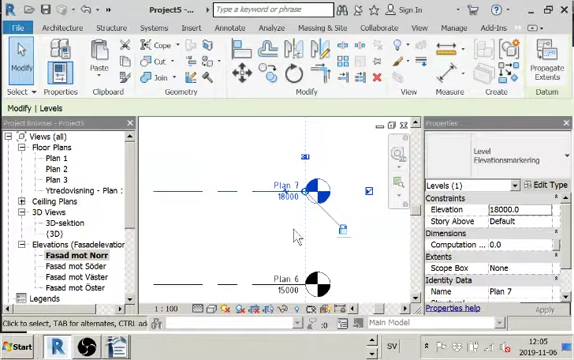 Project5 -
Type a keyword or phrase
Sign In
File
Architecture
Structure
Systems
Insert
Annotate
Analyze
Massing & Site
Collaborate
View
Manage
Add-Ins
Modify
Properties
Paste
Cope
Cut
Join
Propagate Extents
Select
Properties
Clipboard
Geometry
Modify
View
Measure
Create
Datum
Modify | Levels
Project Browser - Project5
Views (all)
Floor Plans
Plan 1
Plan 2
Plan 3
Ytredovisning - Plan
Ceiling Plans
3D Views
3D-sektion
{3D}
Elevations (Fasadelevation
Fasad mot Norr
Fasad mot Söder
Fasad mot Väster
Fasad mot Öster
Legends
Plan 7
18000
Plan 6
15000
1 : 100
Properties
Level
Elevationsmarkering
Levels (1)
Edit Type
Constraints
Elevation 18000.0
Story Above Default
Dimensions
Computation ... 0.0
Extents
Scope Box None
Identity Data
Name Plan 7
Properties help
Apply
Click to select, TAB for alternates, CTRL ad
:0
Main Model
Start
SV
12:05
2019-11-06